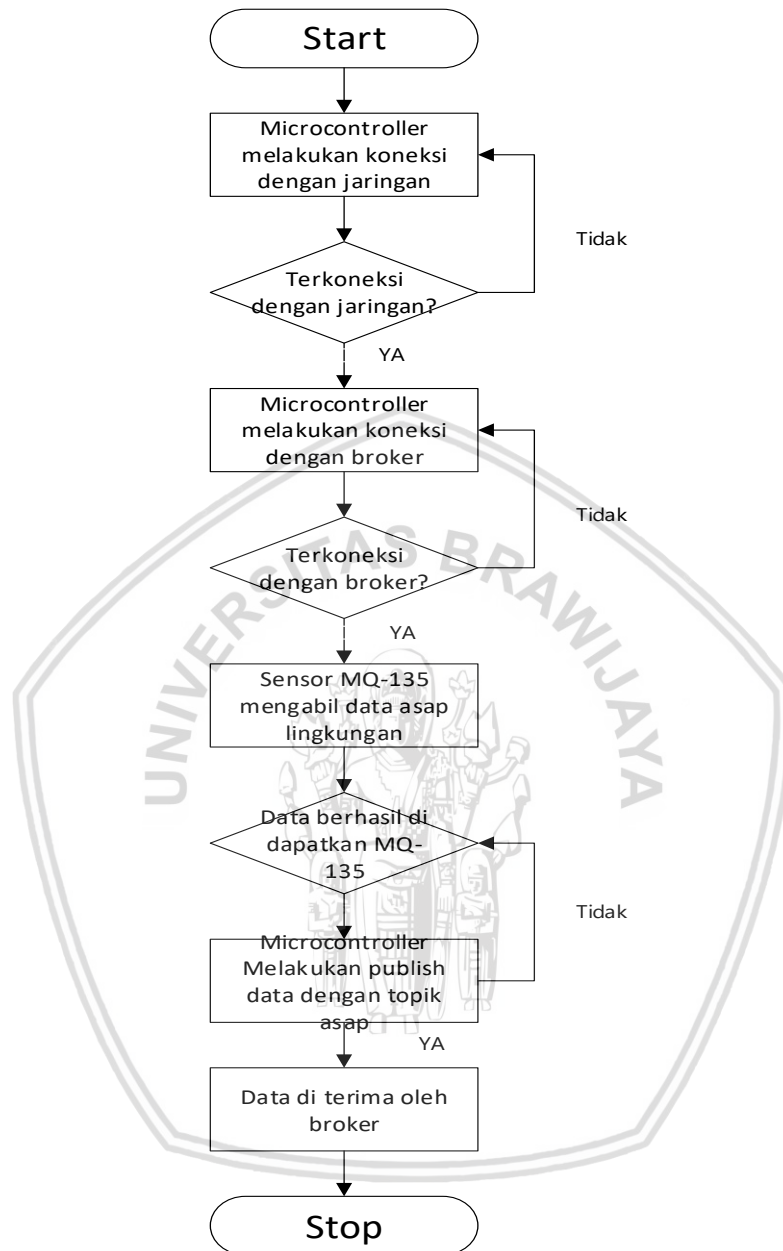 Start
Microcontroller
melakukan koneksi
dengan jaringan
Tidak
Terkoneksi
dengan jaringan?
YA
Microcontroller
melakukan koneksi
dengan broker
Tidak
Terkoneksi
dengan broker?
YA
Sensor MQ-135
mengabil data asap
lingkungan
Data berhasil di
dapatkan MQ-
135
Tidak
Microcontroller
Melakukan publish
data dengan topik
asap
YA
Data di terima oleh
broker
Stop
UNIVERSITAS BRAWIJAYA